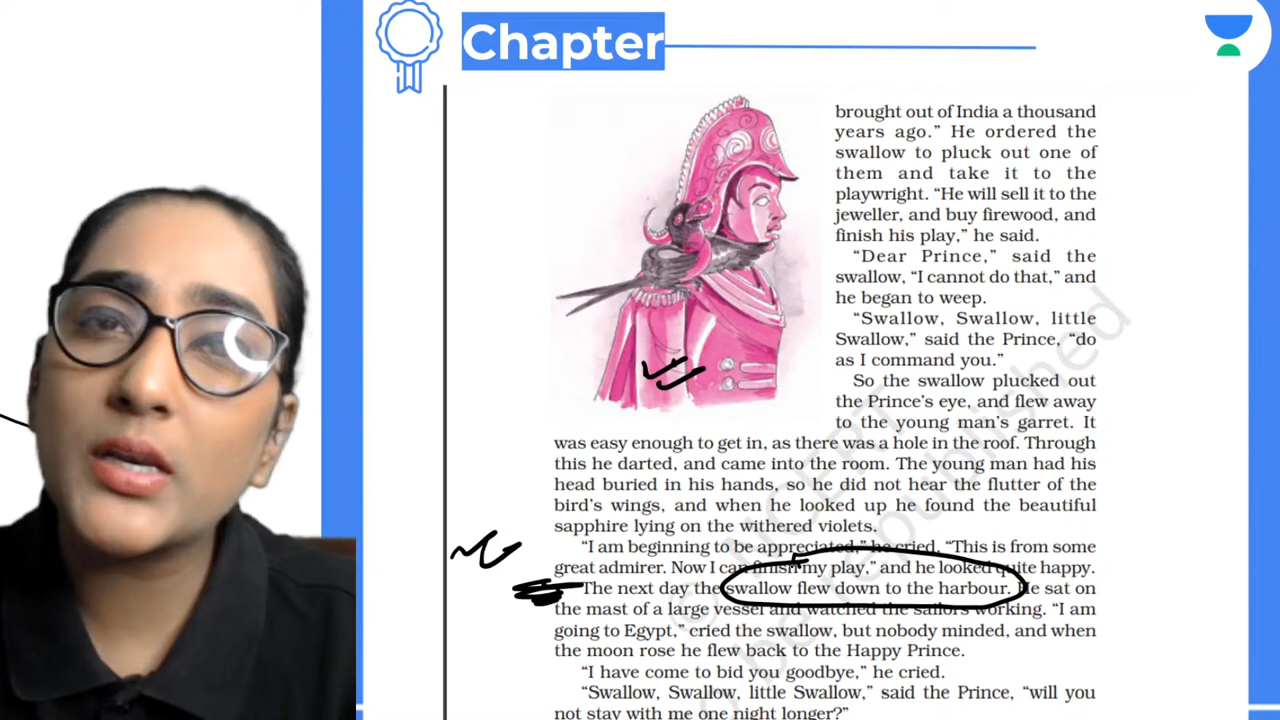 Chapter
brought out of India a thousand
years ago.” He ordered the
swallow to pluck out one of
them and take it to the
playwright. “He will sell it to the
jeweller, and buy firewood, and
finish his play,” he said.
“Dear Prince,” said the
swallow, “I cannot do that,” and
he began to weep.
“Swallow, Swallow, little
Swallow,” said the Prince, “do
as I command you.”
So the swallow plucked out
the Prince’s eye, and flew away
to the young man’s garret. It
was easy enough to get in, as there was a hole in the roof. Through
this he darted, and came into the room. The young man had his
head buried in his hands, so he did not hear the flutter of the
bird’s wings, and when he looked up he found the beautiful
sapphire lying on the withered violets.
“I am beginning to be appreciated,” he cried. “This is from some
great admirer. Now I can finish my play,” and he looked quite happy.
The next day the swallow flew down to the harbour. He sat on
the mast of a large vessel and watched the sailors working. “I am
going to Egypt,” cried the swallow, but nobody minded, and when
the moon rose he flew back to the Happy Prince.
“I have come to bid you goodbye,” he cried.
“Swallow, Swallow, little Swallow,” said the Prince, “will you
not stay with me one night longer?”
© NCERT
be republished